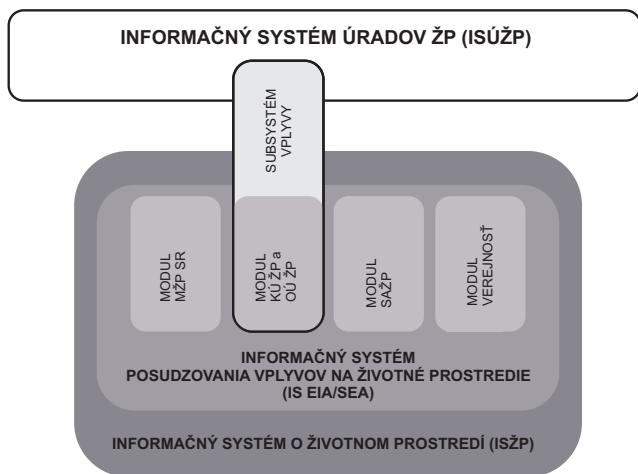 INFORMAČNÝ SYSTÉM ÚRADOV ŽP (ISÚŽP)
SUBSYSTÉM
VPLYVY
MODUL
MŽP SR
MODUL
KÚ ŽP a
OÚ ŽP
MODUL
SAŽP
MODUL
VEREJNOSŤ
INFORMAČNÝ SYSTÉM
POSUDZOVANIA VPLYVOV NA ŽIVOTNÉ PROSTREDIE
(IS EIA/SEA)
INFORMAČNÝ SYSTÉM O ŽIVOTNOM PROSTREDÍ (ISŽP)